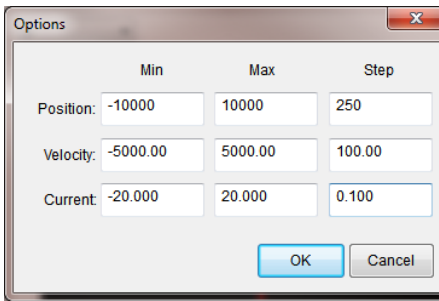 Options
Min Max Step
Position: -10000 10000 250
Velocity: -5000.00 5000.00 100.00
Current: -20.000 20.000 0.100
OK Cancel